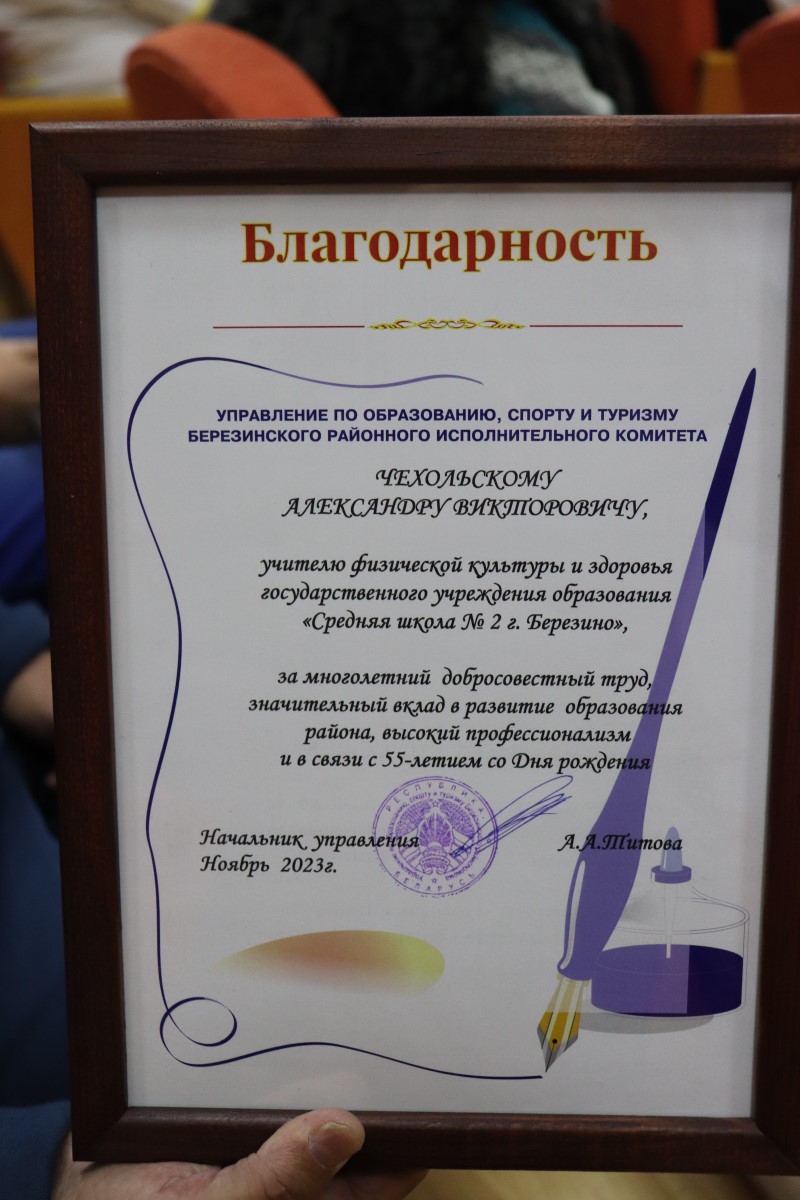 Благодарность
УПРАВЛЕНИЕ ПО ОБРАЗОВАНИЮ, СПОРТУ И ТУРИЗМУ
БЕРЕЗИНСКОГО РАЙОННОГО ИСПОЛНИТЕЛЬНОГО КОМИТЕТА
ЧЕХОЛЬСКОМУ
АЛЕКСАНДРУ ВИКТОРОВИЧУ,
учителю физической культуры и здоровья
государственного учреждения образования
«Средняя школа № 2 г. Березино»,
за многолетний добросовестный труд,
значительный вклад в развитие образования
района, высокий профессионализм
и в связи с 55-летием со Дня рождения
Начальник управления А.А.Титова
Ноябрь 2023г.
РЕСПУБЛИКА
БЕЛАРУСЬ